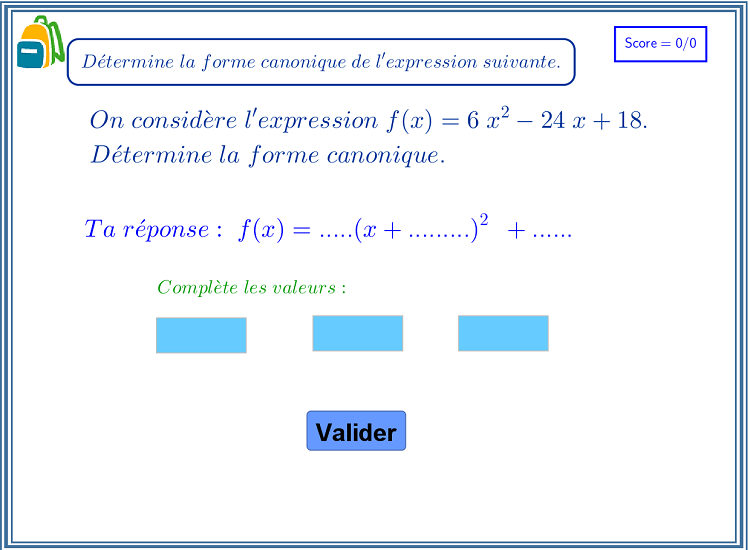 Détermine la forme canonique de l'expression suivante.
Score = 0/0
On considère l'expression f(x) = 6 x² − 24 x + 18.
Détermine la forme canonique.
Ta réponse : f(x) = .....(x + .........)² + ......
Complète les valeurs :
Valider